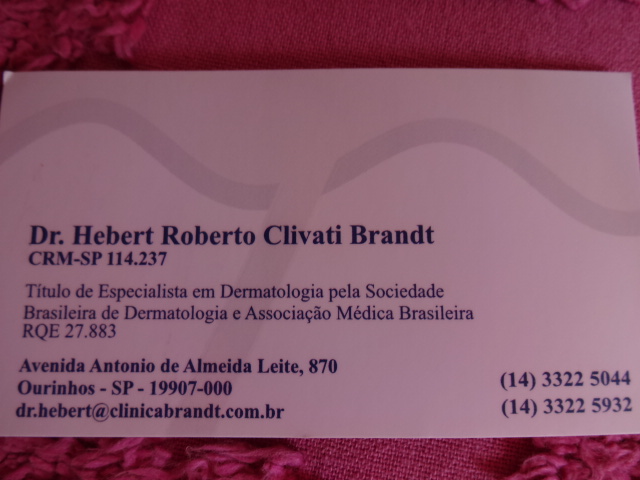 Dr. Hebert Roberto Clivati Brandt
CRM-SP 114.237
Título de Especialista em Dermatologia pela Sociedade
Brasileira de Dermatologia e Associação Médica Brasileira
RQE 27.883
Avenida Antonio de Almeida Leite, 870
Ourinhos - SP - 19907-000
dr.hebert@clinicabrandt.com.br
(14) 3322 5044
(14) 3322 5932